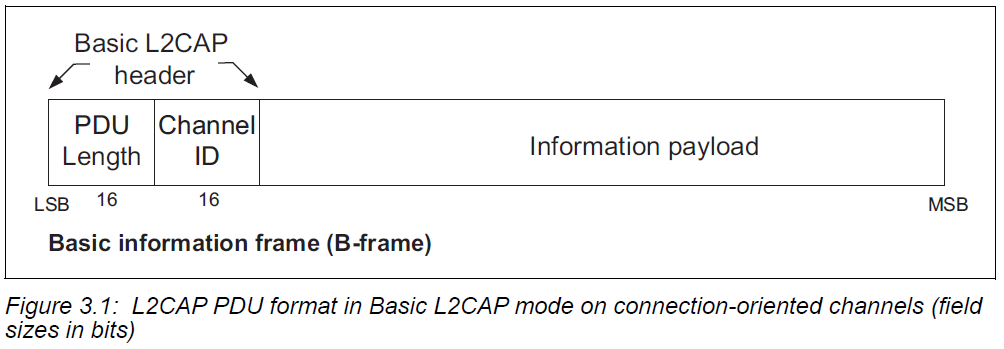 Basic L2CAP
header
PDU
Length
Channel
ID
Information payload
LSB
16
16
MSB
Basic information frame (B-frame)
Figure 3.1:  L2CAP PDU format in Basic L2CAP mode on connection-oriented channels (field
sizes in bits)